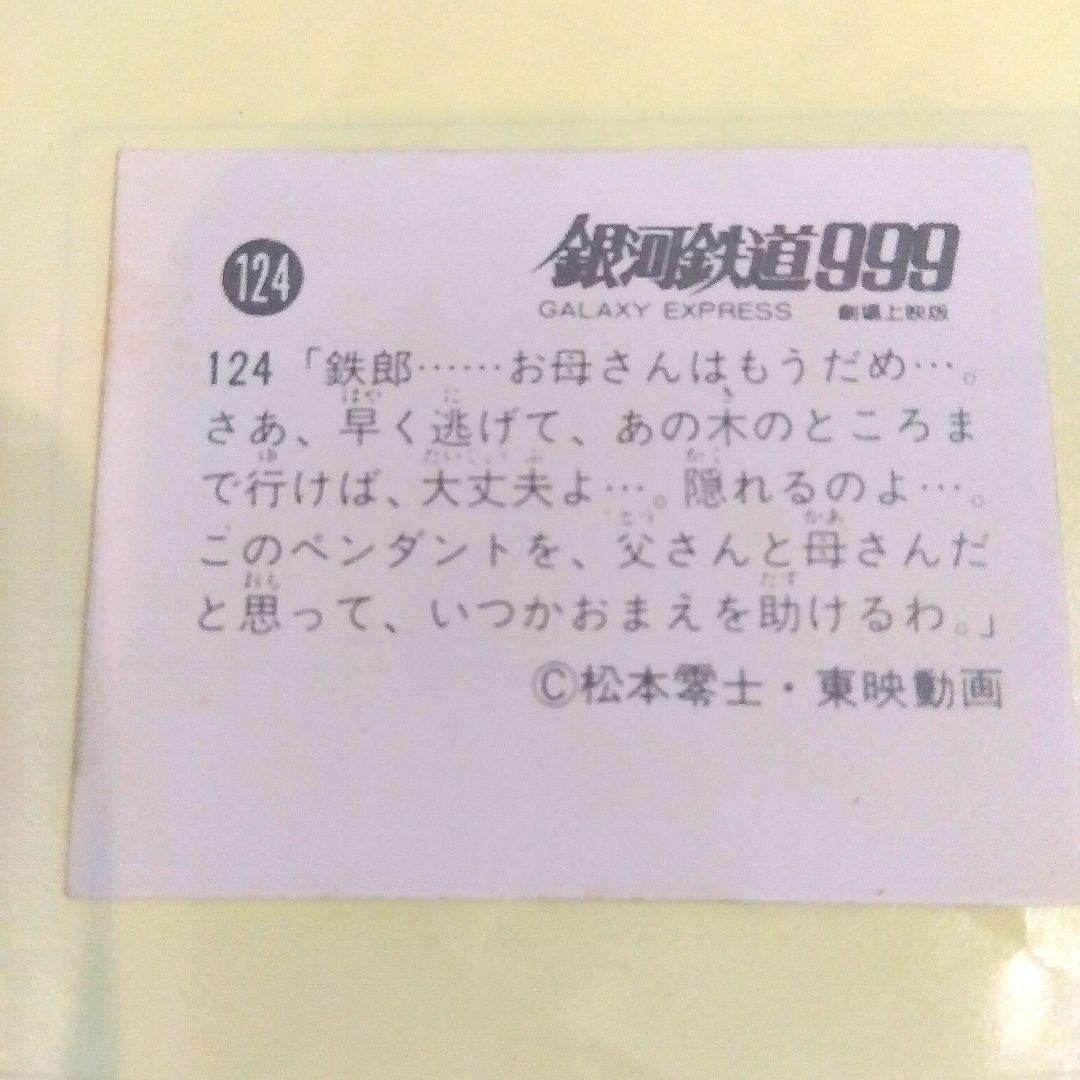 124
銀河鉄道999
GALAXY EXPRESS 劇場上映版
124「鉄郎……お母さんはもうだめ…。
さあ、早く逃げて、あの木のところま
で行けば、大丈夫よ…。隠れるのよ…。
このペンダントを、父さんと母さんだ
と思って、いつかおまえを助けるわ。」
©松本零士・東映動画